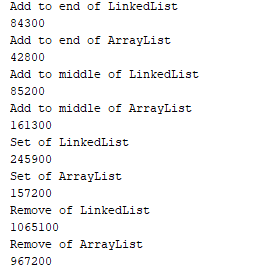 Add to end of LinkedList
84300
Add to end of ArrayList
42800
Add to middle of LinkedList
85200
Add to middle of ArrayList
161300
Set of LinkedList
245900
Set of ArrayList
157200
Remove of LinkedList
1065100
Remove of ArrayList
967200